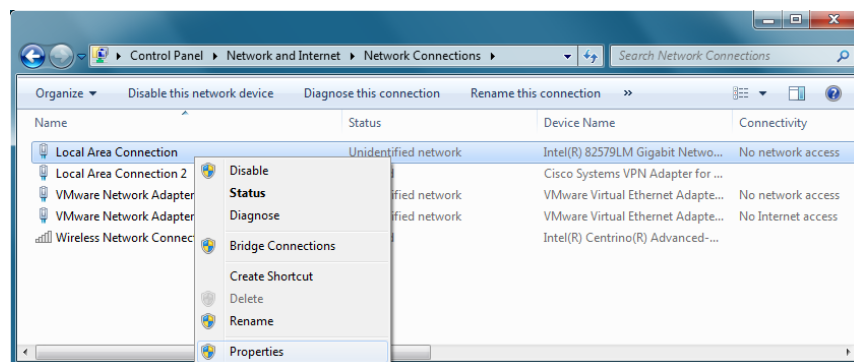 Control Panel Network and Internet Network Connections Search Network Connections
Organize Disable this network device Diagnose this connection Rename this connection »
Name Status Device Name Connectivity
Local Area Connection Unidentified network Intel(R) 82579LM Gigabit Netwo... No network access
Local Area Connection 2 Cisco Systems VPN Adapter for ...
VMware Network Adapter ified network VMware Virtual Ethernet Adapte... No network access
VMware Network Adapter ified network VMware Virtual Ethernet Adapte... No Internet access
Wireless Network Connec Intel(R) Centrino(R) Advanced-...
Disable
Status
Diagnose
Bridge Connections
Create Shortcut
Delete
Rename
Properties